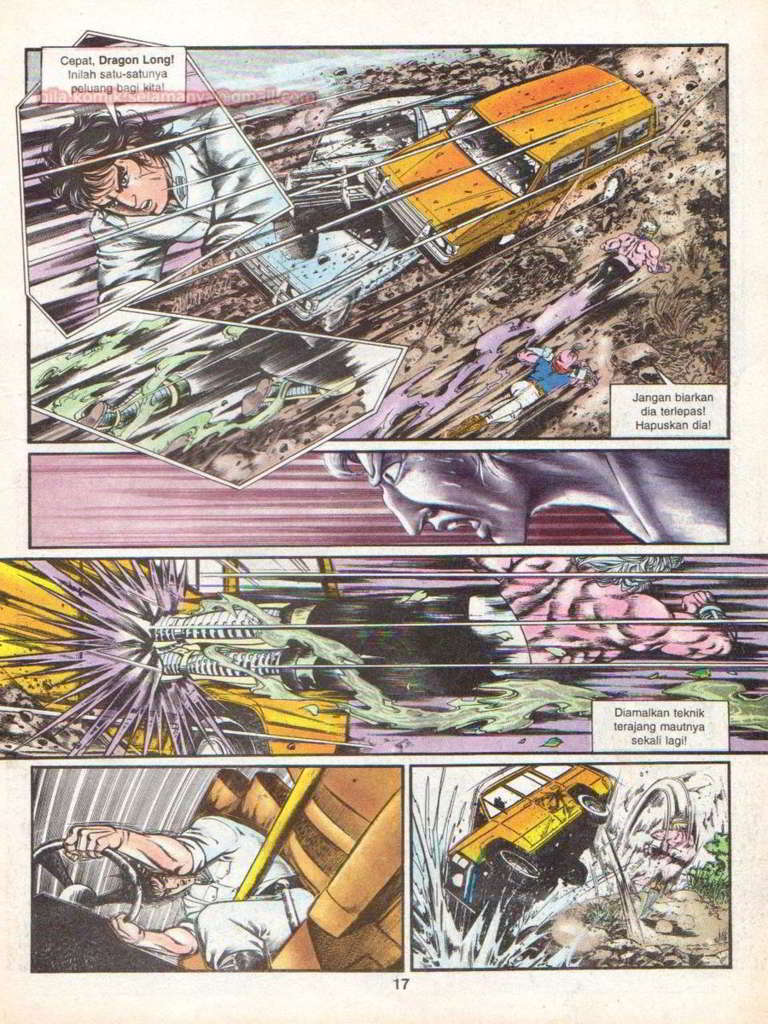 Cepat, Dragon Long!
Inilah satu-satunya
peluang bagi kita!
Jangan biarkan
dia terlepas!
Hapuskan dia!
Diamalkan teknik
terajang mautnya
sekali lagi!
17